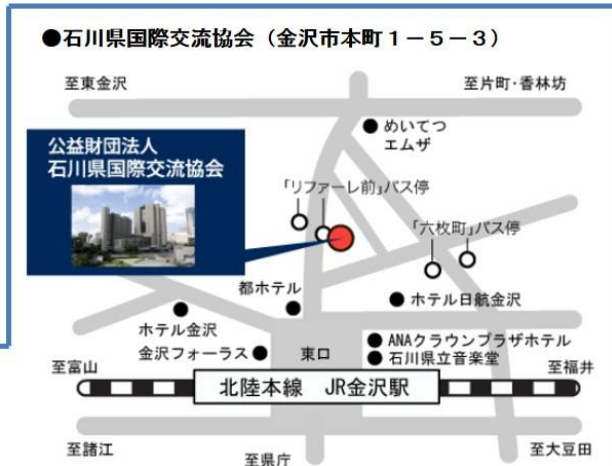 ●石川県国際交流協会（金沢市本町１－５－３）
至東金沢
至片町・香林坊
めいてつ
エムザ
公益財団法人
石川県国際交流協会
「リファーレ前」バス停
「六枚町」バス停
都ホテル
ホテル日航金沢
ホテル金沢
ANAクラウンプラザホテル
金沢フォーラス
東口
石川県立音楽堂
至富山
至福井
北陸本線 JR金沢駅
至諸江
至県庁
至大豆田